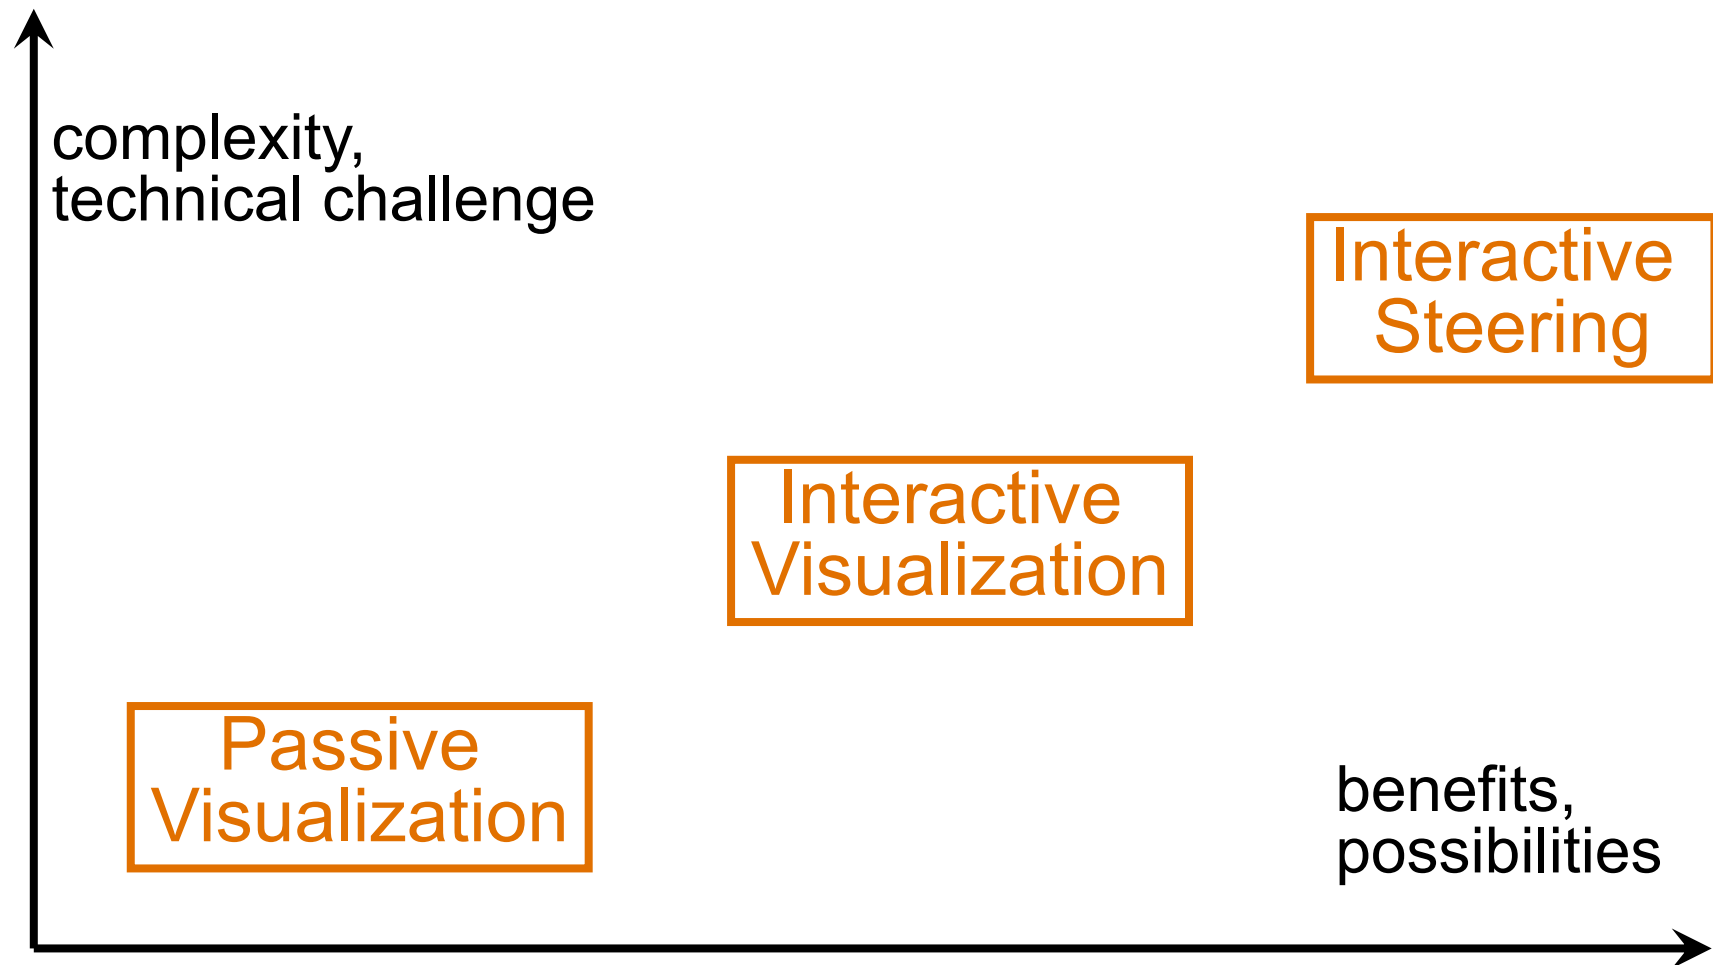 complexity,
technical challenge
Interactive
Steering
Interactive
Visualization
Passive
Visualization
benefits,
possibilities